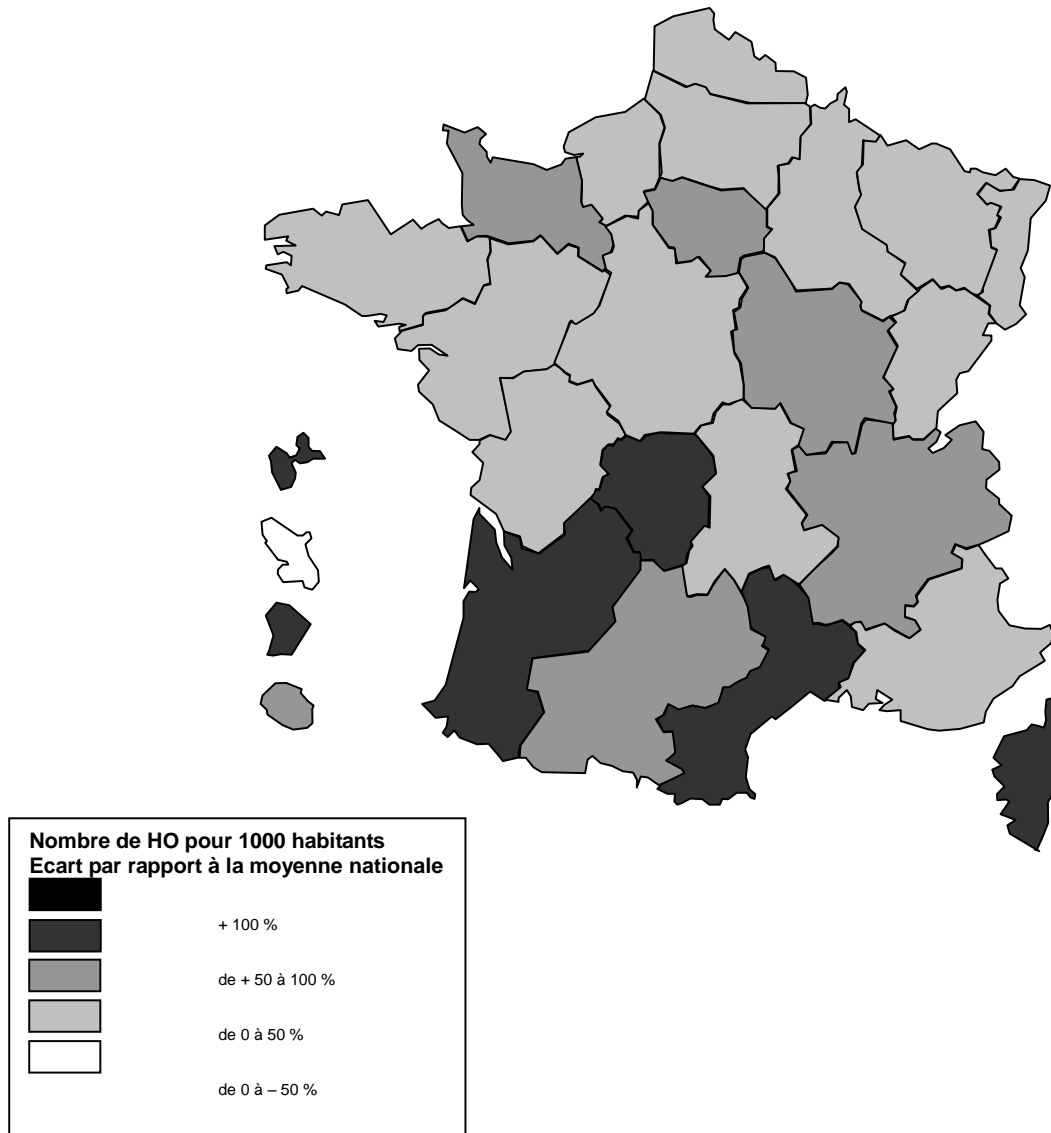 Nombre de HO pour 1000 habitants
Ecart par rapport à la moyenne nationale
+ 100 %
de + 50 à 100 %
de 0 à 50 %
de 0 à – 50 %